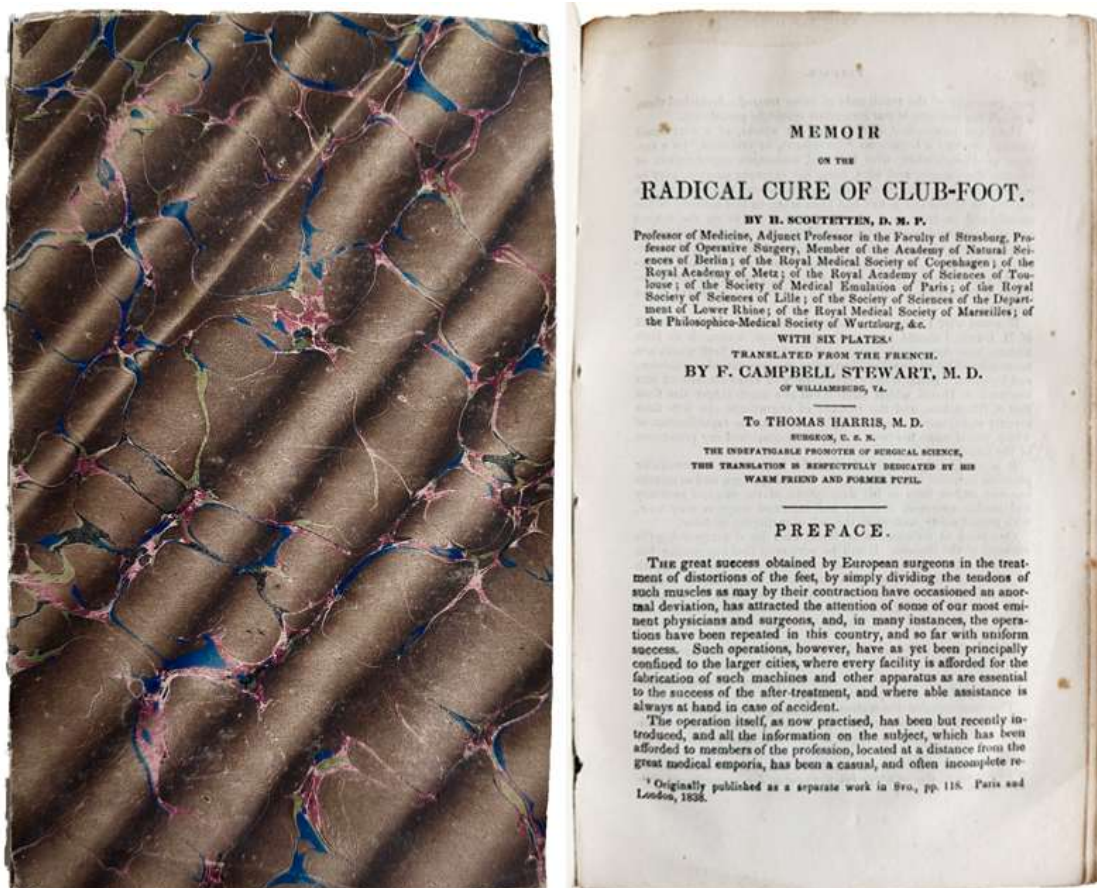 MEMOIR
ON THE
RADICAL CURE OF CLUB-FOOT.
BY H. SCOUTETTEN, D. M. P.
Professor of Medicine, Adjunct Professor in the Faculty of Strasburg, Pro-
fessor of Operative Surgery, Member of the Academy of Natural Sci-
ences of Berlin; of the Royal Medical Society of Copenhagen; of the
Royal Academy of Metz; of the Royal Academy of Sciences of Tou-
louse; of the Society of Medical Emulation of Paris; of the Royal
Society of Sciences of Lille; of the Society of Sciences of the Depart-
ment of Lower Rhine; of the Royal Medical Society of Marseilles; of
the Philosophico-Medical Society of Wurtzburg, &c.
WITH SIX PLATES.¹
TRANSLATED FROM THE FRENCH.
BY F. CAMPBELL STEWART, M. D.
OF WILLIAMSBURG, VA.
To THOMAS HARRIS, M. D.
SURGEON, U. S. N.
THE INDEFATIGABLE PROMOTER OF SURGICAL SCIENCE,
THIS TRANSLATION IS RESPECTFULLY DEDICATED BY HIS
WARM FRIEND AND FORMER PUPIL.
PREFACE.
THE great success obtained by European surgeons in the treat-
ment of distortions of the feet, by simply dividing the tendons of
such muscles as may by their contraction have occasioned an anor-
mal deviation, has attracted the attention of some of our most emi-
nent physicians and surgeons, and, in many instances, the opera-
tions have been repeated in this country, and so far with uniform
success. Such operations, however, have as yet been principally
confined to the larger cities, where every facility is afforded for the
fabrication of such machines and other apparatus as are essential
to the success of the after-treatment, and where able assistance is
always at hand in case of accident.
The operation itself, as now practised, has been but recently in-
troduced, and all the information on the subject, which has been
afforded to members of the profession, located at a distance from the
great medical emporia, has been a casual, and often incomplete re-
¹ Originally published as a separate work in 8vo., pp. 118. Paris and
London, 1838.